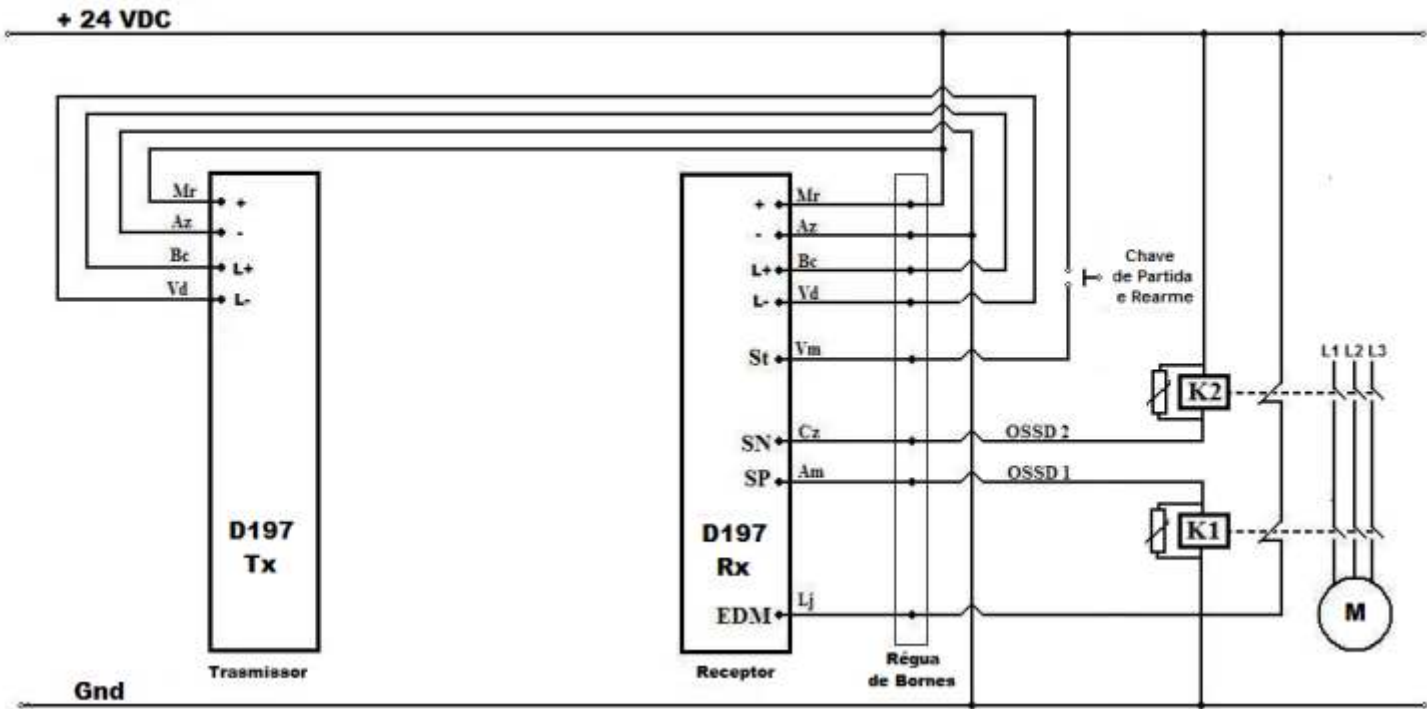 + 24 VDC
Mr
+
Az
-
Bc
L+
Vd
L-
D197
Tx
Trasmissor
+
Mr
-
Az
L+
Bc
L-
Vd
St
Vm
SN
Cz
SP
Am
D197
Rx
EDM
Lj
Receptor
Régua
de Bornes
OSSD 2
OSSD 1
Chave
de Partida
e Rearme
K2
K1
L1 L2 L3
M
Gnd